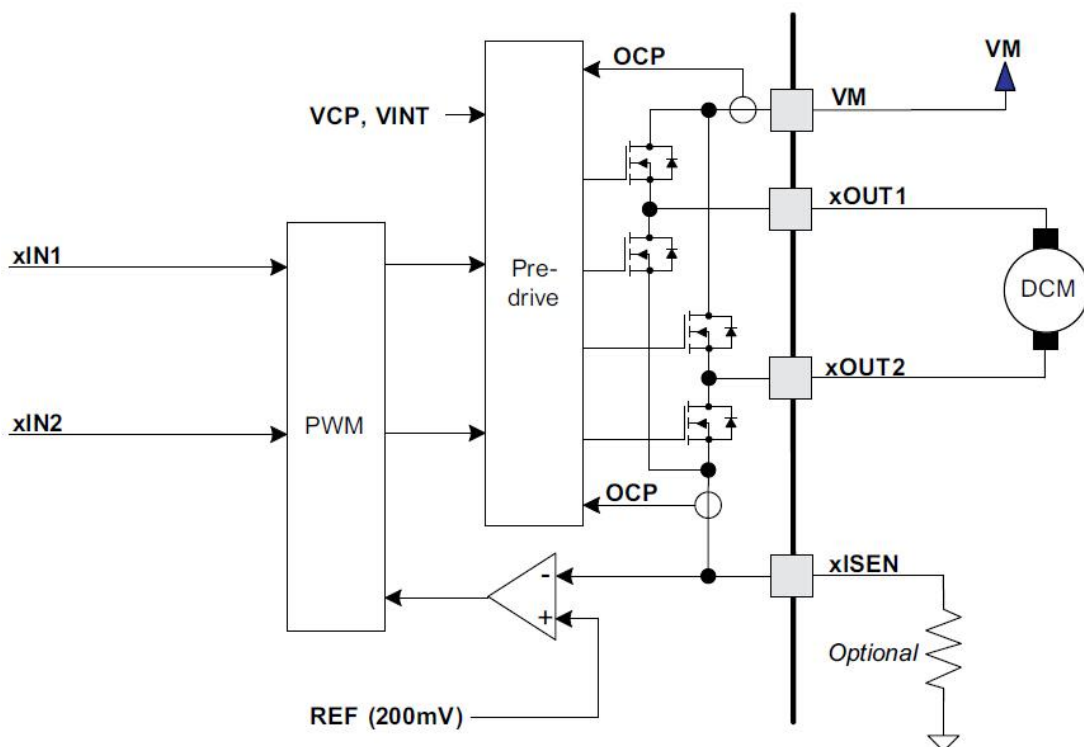 OCP
VM
VM
VCP, VINT
xOUT1
xIN1
Pre-
drive
DCM
xOUT2
xIN2
PWM
OCP
xISEN
-
+
Optional
REF (200mV)